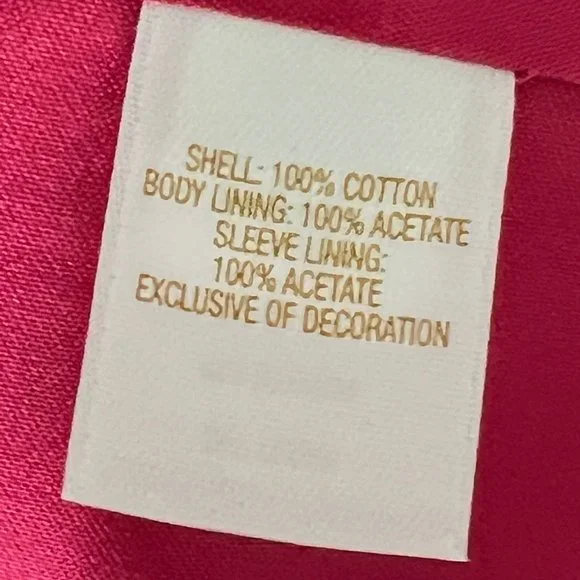 SHELL: 100% COTTON
BODY LINING: 100% ACETATE
SLEEVE LINING:
100% ACETATE
EXCLUSIVE OF DECORATION